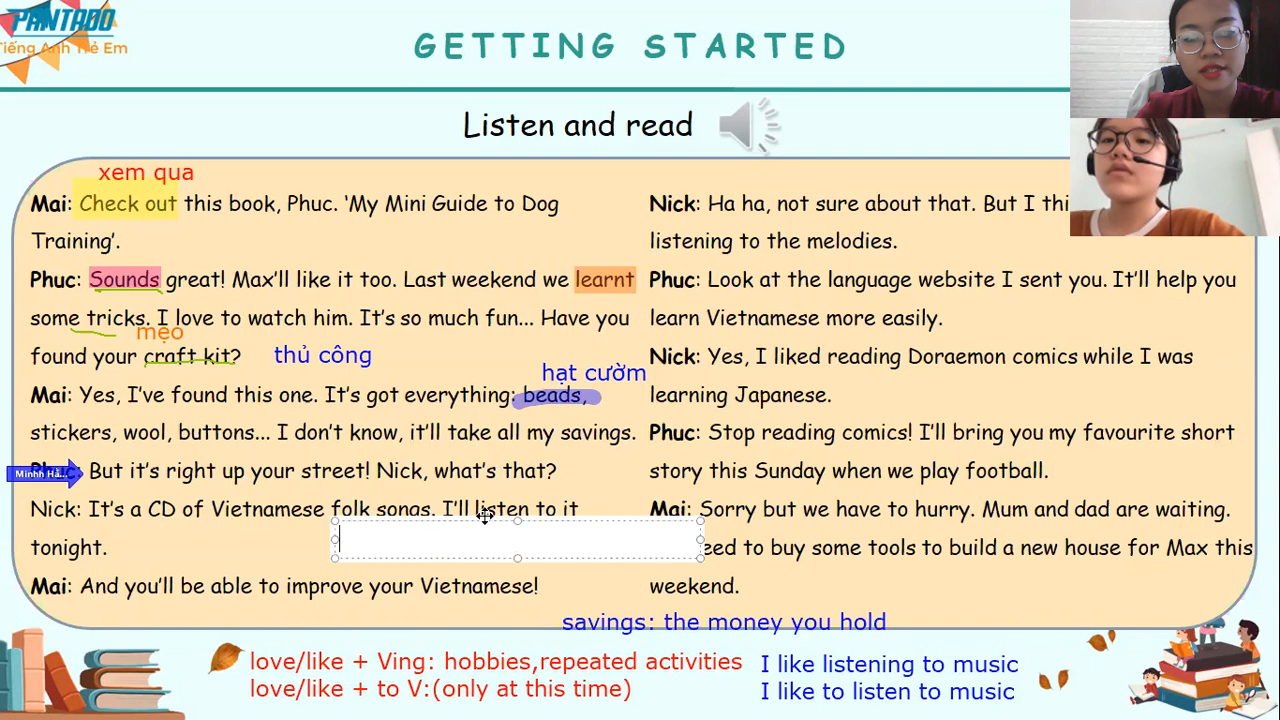 PANTADO
Tiếng Anh Trẻ Em
GETTING STARTED
Listen and read
xem qua
Mai: Check out this book, Phuc. ‘My Mini Guide to Dog
Training’.
Phuc: Sounds great! Max’ll like it too. Last weekend we learnt
some tricks. I love to watch him. It’s so much fun... Have you
mẹo
found your craft kit?
thủ công
hạt cườm
Mai: Yes, I’ve found this one. It’s got everything: beads,
stickers, wool, buttons... I don’t know, it’ll take all my savings.
Phuc: But it’s right up your street! Nick, what’s that?
Minhh Hà...
Nick: It’s a CD of Vietnamese folk songs. I’ll listen to it
tonight.
Mai: And you’ll be able to improve your Vietnamese!
Nick: Ha ha, not sure about that. But I
listening to the melodies.
Phuc: Look at the language website I sent you. It’ll help you
learn Vietnamese more easily.
Nick: Yes, I liked reading Doraemon comics while I was
learning Japanese.
Phuc: Stop reading comics! I’ll bring you my favourite short
story this Sunday when we play football.
Mai: Sorry but we have to hurry. Mum and dad are waiting.
to buy some tools to build a new house for Max this
weekend.
savings: the money you hold
love/like + Ving: hobbies,repeated activities
love/like + to V:(only at this time)
I like listening to music
I like to listen to music